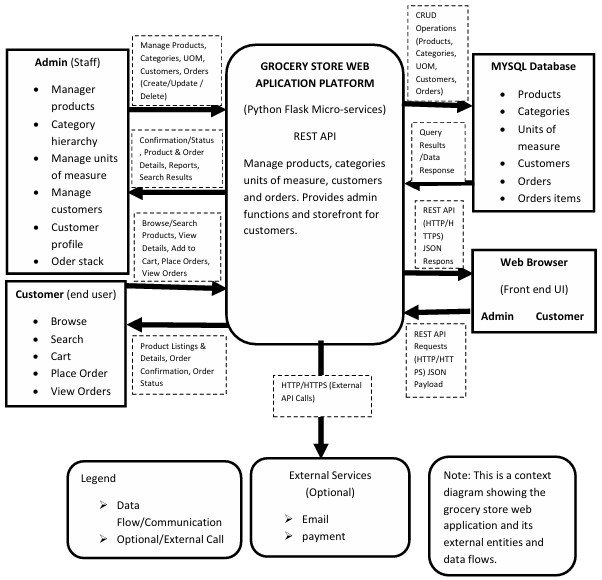 Admin (Staff)
• Manager
products
• Category
hierarchy
• Manage units
of measure
• Manage
customers
• Customer
profile
• Oder stack
Customer (end user)
• Browse
• Search
• Cart
• Place Order
• View Orders
Manage Products,
Categories, UOM,
Customers, Orders
(Create/Update /
Delete)
Confirmation/Status
, Product & Order
Details, Reports,
Search Results
Browse/Search
Products, View
Details, Add to
Cart, Place Orders,
View Orders
Product Listings &
Details, Order
Confirmation, Order
Status
GROCERY STORE WEB
APLICATION PLATFORM
(Python Flask Micro-services)
REST API
Manage products, categories
units of measure, customers
and orders. Provides admin
functions and storefront for
customers.
CRUD
Operations
(Products,
Categories,
UOM,
Customers,
Orders)
Query
Results
/Data
Response
REST API
(HTTP/H
TTPS)
JSON
Respons
REST API
Requests
(HTTP/HTT
PS) JSON
Payload
MYSQL Database
• Products
• Categories
• Units of
measure
• Customers
• Orders
• Orders items
Web Browser
(Front end UI)
Admin Customer
HTTP/HTTPS (External
API Calls)
Legend
➢ Data
Flow/Communication
➢ Optional/External Call
External Services
(Optional)
➢ Email
➢ payment
Note: This is a context
diagram showing the
grocery store web
application and its
external entities and
data flows.